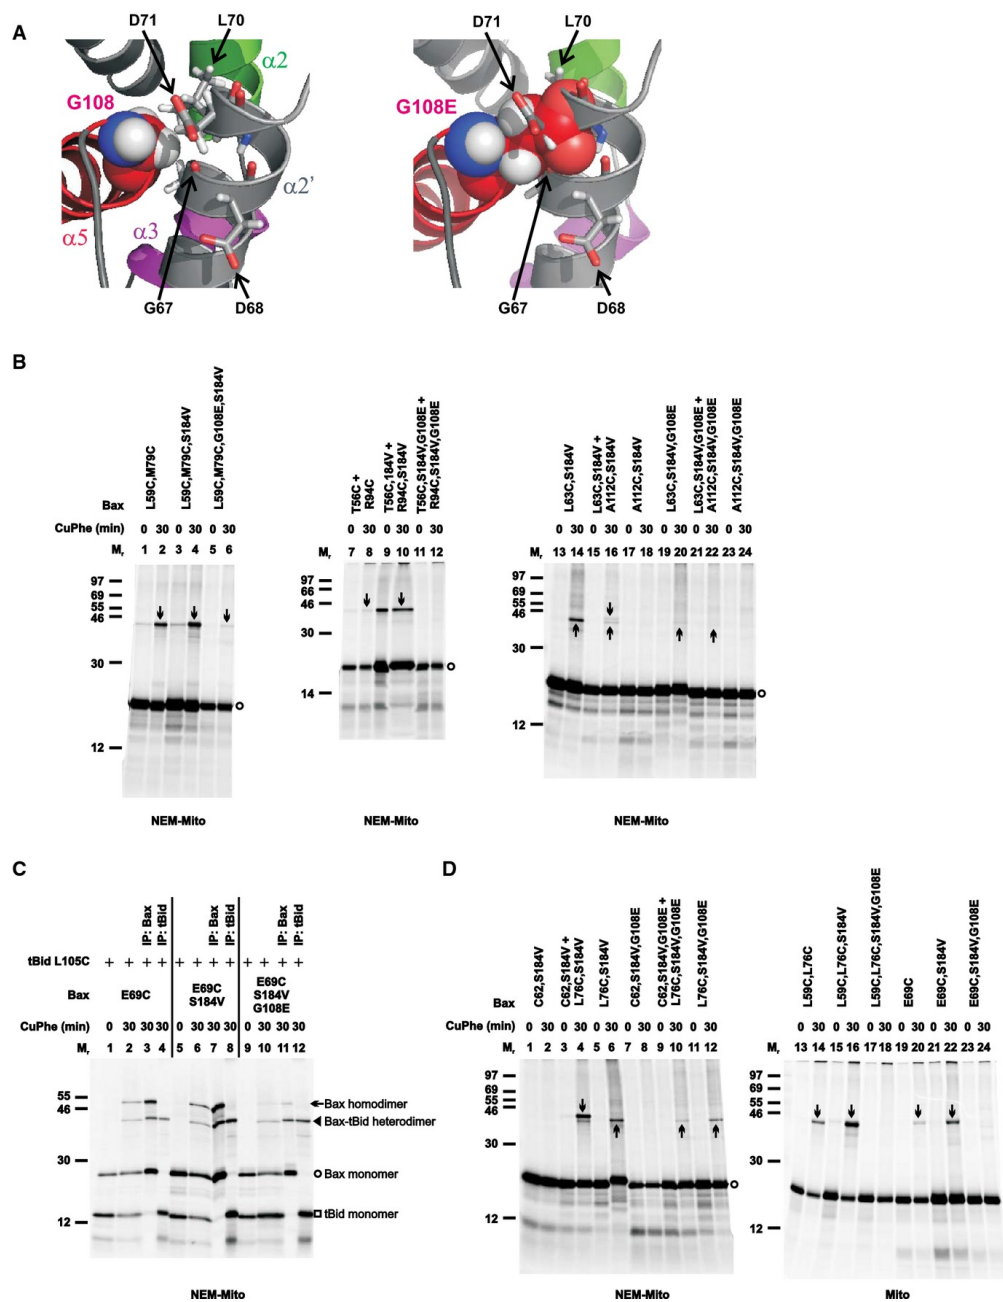 A
D71 L70
α2
G108
α2'
α5
α3
G67
D68
D71 L70
G108E
G67
D68
B
Bax
L59C,M79C
L59C,M79C,S184V
L59C,M79C,G108E,S184V
CuPhe (min) 0 30 0 30 0 30
Mr 1 2 3 4 5 6
97
69
55
46
30
12
NEM-Mito
T56C +
R94C
T56C,184V +
R94C,S184V
T56C,S184V,G108E +
R94C,S184V,G108E
0 30 0 30 0 30
Mr 7 8 9 10 11 12
97
69
55
46
30
14
NEM-Mito
L63C,S184V
L63C,S184V +
A112C,S184V
A112C,S184V
L63C,S184V,G108E
L63C,S184V,G108E +
A112C,S184V,G108E
A112C,S184V,G108E
0 30 0 30 0 30 0 30 0 30 0 30
Mr 13 14 15 16 17 18 19 20 21 22 23 24
97
69
55
46
30
12
NEM-Mito
C
IP: Bax
IP: tBid
IP: Bax
IP: tBid
IP: Bax
IP: tBid
tBid L105C + + + + + + + + + + + +
Bax
E69C
E69C
S184V
E69C
S184V
G108E
CuPhe (min) 0 30 30 30 0 30 30 30 0 30 30 30
Mr 1 2 3 4 5 6 7 8 9 10 11 12
55
46
30
12
Bax homodimer
Bax-tBid heterodimer
Bax monomer
tBid monomer
NEM-Mito
D
Bax
C62,S184V
C62,S184V +
L76C,S184V
L76C,S184V
C62,S184V,G108E
C62,S184V,G108E +
L76C,S184V,G108E
L76C,S184V,G108E
CuPhe (min) 0 30 0 30 0 30 0 30 0 30 0 30
Mr 1 2 3 4 5 6 7 8 9 10 11 12
97
69
55
46
30
12
NEM-Mito
L59C,L76C
L59C,L76C,S184V
L59C,L76C,S184V,G108E
E69C
E69C,S184V
E69C,S184V,G108E
0 30 0 30 0 30 0 30 0 30 0 30
Mr 13 14 15 16 17 18 19 20 21 22 23 24
97
69
55
46
30
12
Mito